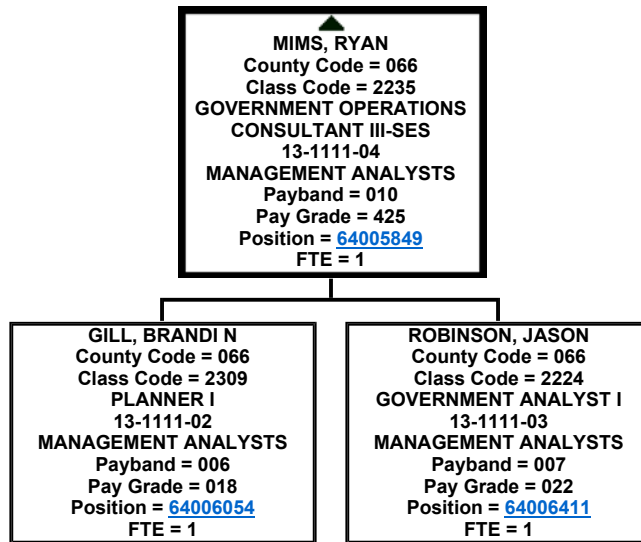 MIMS, RYAN
County Code = 066
Class Code = 2235
GOVERNMENT OPERATIONS
CONSULTANT III-SES
13-1111-04
MANAGEMENT ANALYSTS
Payband = 010
Pay Grade = 425
Position = 64005849
FTE = 1
GILL, BRANDI N
County Code = 066
Class Code = 2309
PLANNER I
13-1111-02
MANAGEMENT ANALYSTS
Payband = 006
Pay Grade = 018
Position = 64006054
FTE = 1
ROBINSON, JASON
County Code = 066
Class Code = 2224
GOVERNMENT ANALYST I
13-1111-03
MANAGEMENT ANALYSTS
Payband = 007
Pay Grade = 022
Position = 64006411
FTE = 1